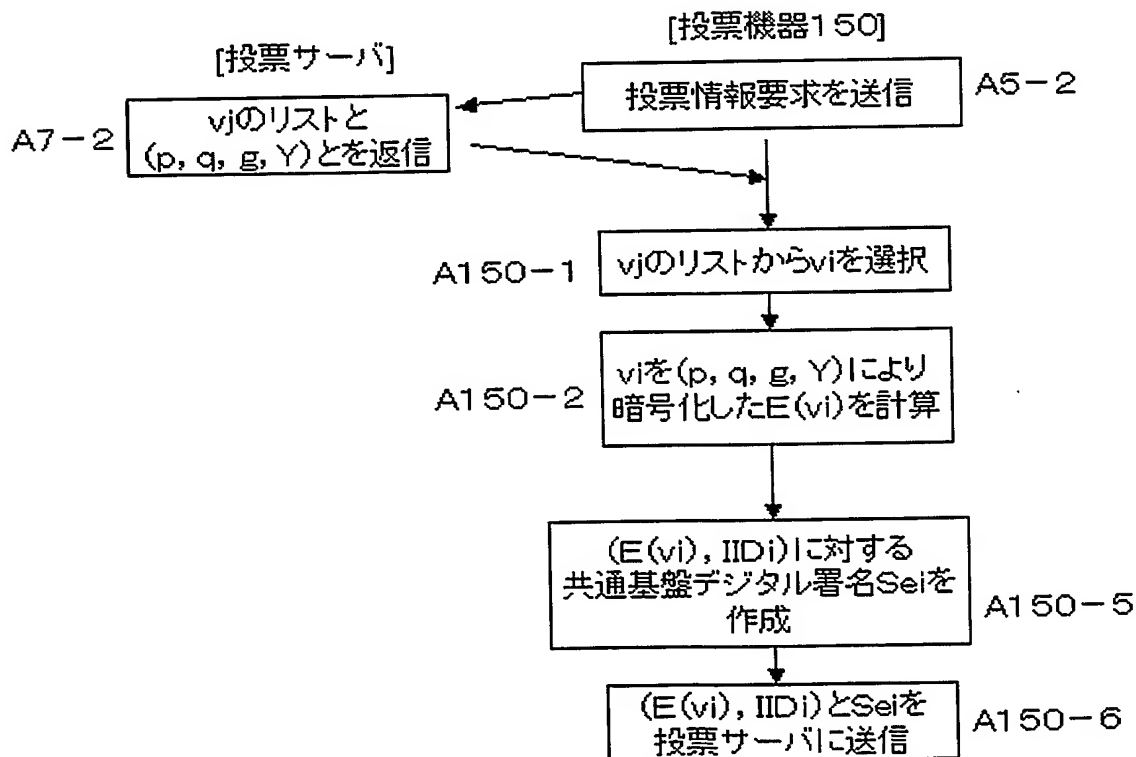 [投票サーバ]
[投票機器150]
投票情報要求を送信
A5-2
A7-2
vjのリストと
(p, q, g, Y)とを返信
A150-1
vjのリストからviを選択
A150-2
viを(p, q, g, Y)により
暗号化したE(vi)を計算
(E(vi), IIDi)に対する
共通基盤デジタル署名Seiを
作成
A150-5
(E(vi), IIDi)とSeiを
投票サーバに送信
A150-6